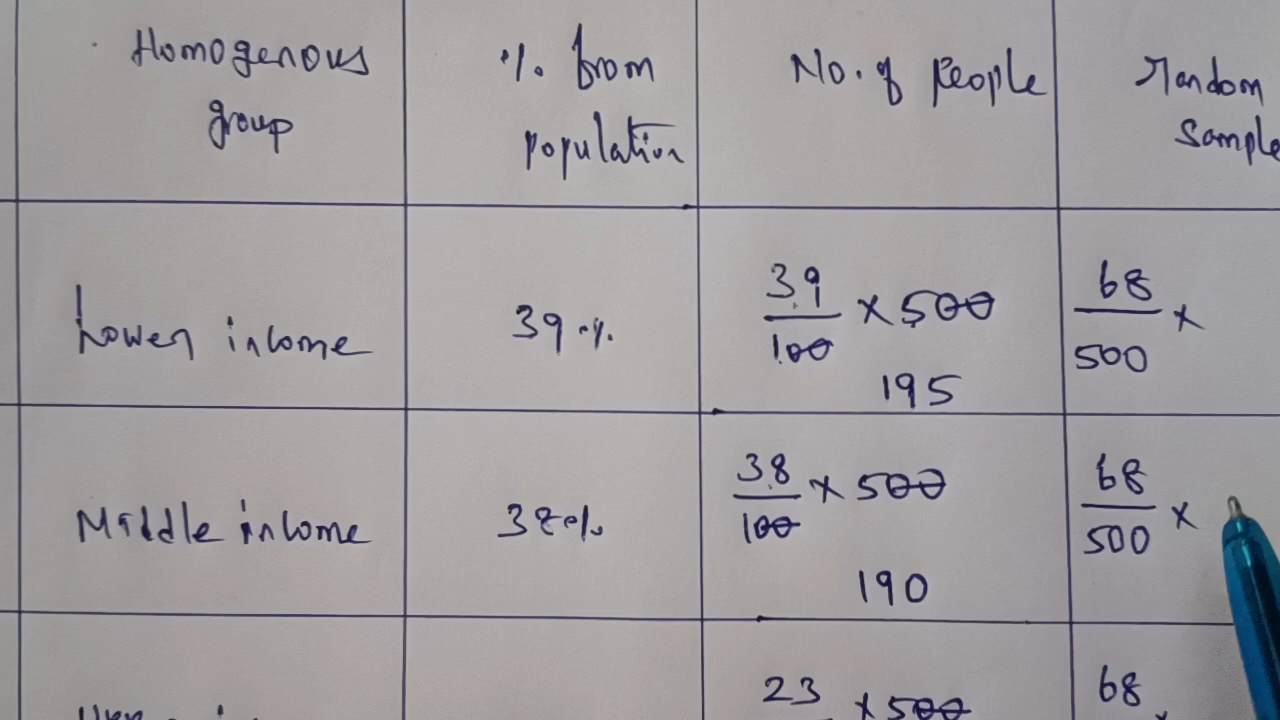 Homogenous
group
% from
population
No. of people
random
sample
Lower income
39 %
39/100 × 500
195
68/500 ×
Middle income
38%
38/100 × 500
190
68/500 ×
23 × 500
68